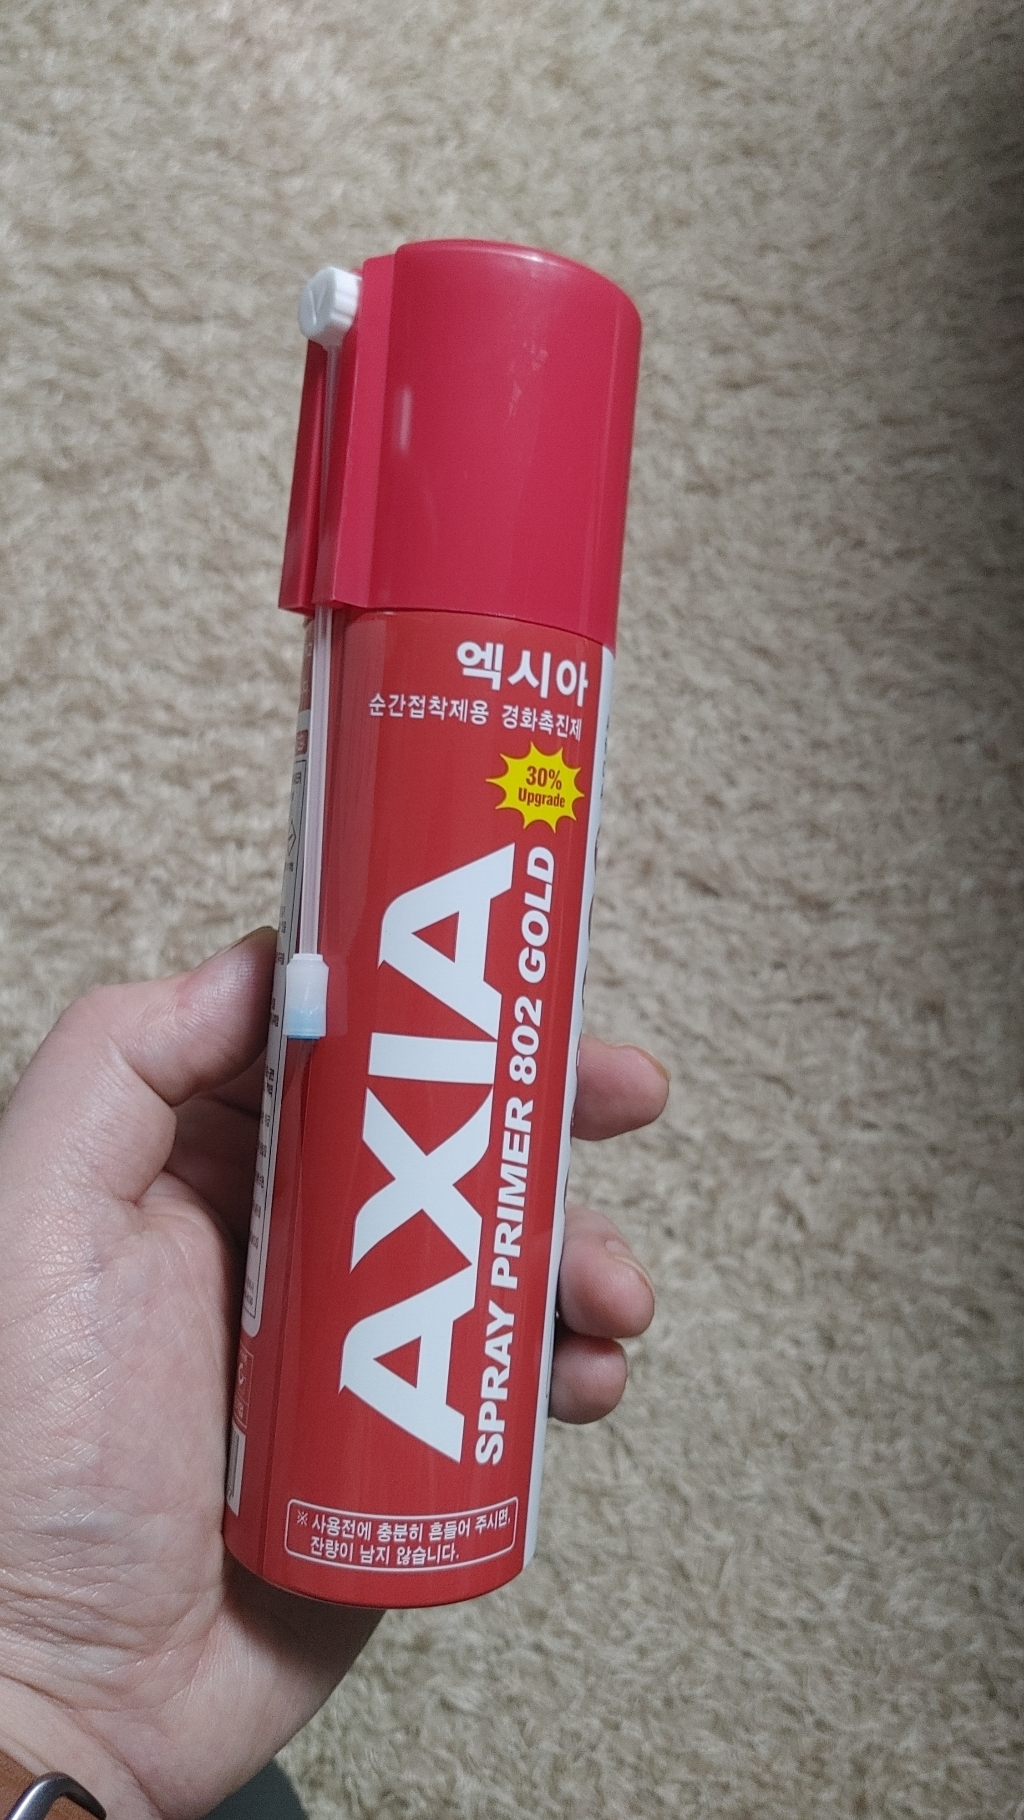 엑시아
순간접착제용 경화촉진제
30%
Upgrade
AXIA
SPRAY PRIMER 802 GOLD
※ 사용전에 충분히 흔들어 주시면,
잔량이 남지 않습니다.